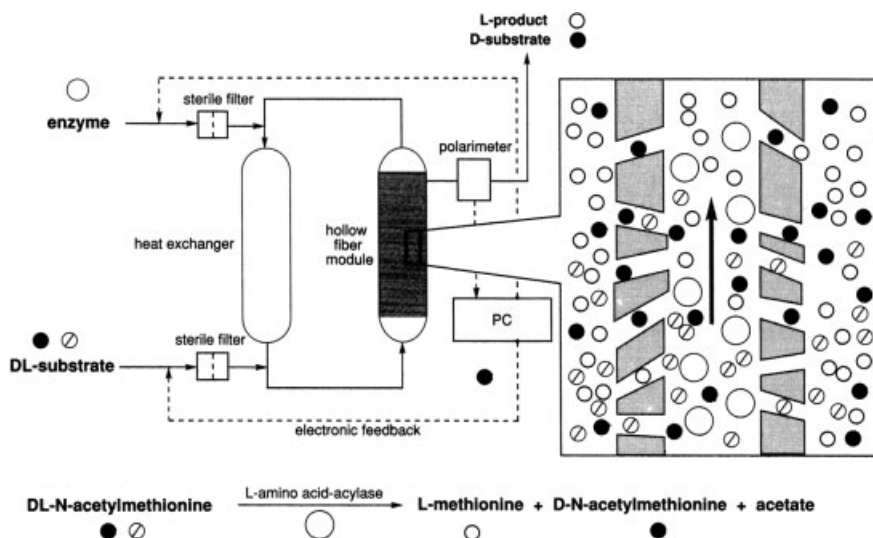 L-product
D-substrate
enzyme
sterile filter
polarimeter
heat exchanger
hollow
fiber
module
PC
DL-substrate
sterile filter
electronic feedback
DL-N-acetylmethionine
L-amino acid-acylase
L-methionine + D-N-acetylmethionine + acetate